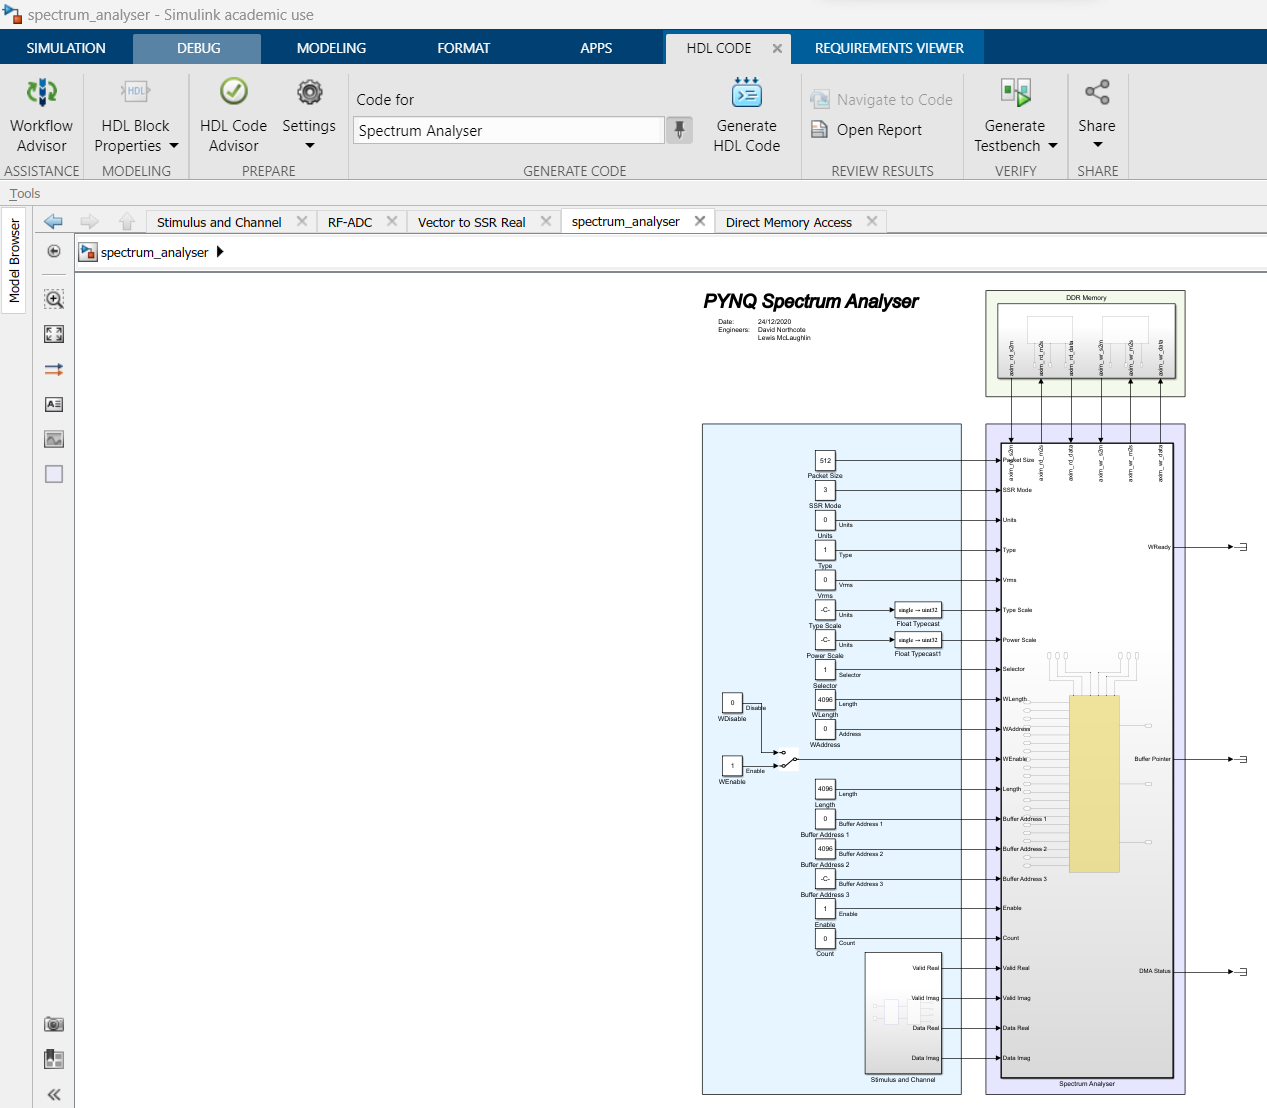 spectrum_analyser - Simulink academic use
SIMULATION DEBUG MODELING FORMAT APPS HDL CODE REQUIREMENTS VIEWER
Workflow Advisor
HDL
HDL Block Properties
HDL Code Advisor
Settings
Code for
Spectrum Analyser
Generate HDL Code
Navigate to Code
Open Report
Generate Testbench
Share
ASSISTANCE MODELING PREPARE GENERATE CODE REVIEW RESULTS VERIFY SHARE
Tools
Model Browser
Stimulus and Channel RF-ADC Vector to SSR Real spectrum_analyser Direct Memory Access
spectrum_analyser
PYNQ Spectrum Analyser
Date: 24/12/2020
Engineers: David Northcote
Lewis McLaughlin
DDR Memory
axim_rd_s2m axim_rd_m2s axim_rd_data axim_wr_s2m axim_wr_m2s axim_wr_data
axim_rd_s2m axim_rd_m2s axim_rd_data axim_wr_s2m axim_wr_m2s axim_wr_data
512
Packet Size
Packet Size
3
SSR Mode
SSR Mode
0
Units
Units
Units
1
Type
Type
Type
0
Vrms
Vrms
Vrms
-C-
Units
Type Scale
single → uint32
Float Typecast
Type Scale
-C-
Units
Power Scale
single → uint32
Float Typecast1
Power Scale
1
Selector
Selector
Selector
4096
Length
WLength
WLength
0
Address
WAddress
WAddress
0
Disable
WDisable
1
Enable
WEnable
WEnable
4096
Length
Length
Length
0
Buffer Address 1
Buffer Address 1
Buffer Address 1
4096
Buffer Address 2
Buffer Address 2
Buffer Address 2
-C-
Buffer Address 3
Buffer Address 3
Buffer Address 3
1
Enable
Enable
Enable
0
Count
Count
Count
Valid Real
Valid Real
Valid Imag
Valid Imag
Data Real
Data Real
Data Imag
Data Imag
Stimulus and Channel
WReady
Buffer Pointer
DMA Status
Spectrum Analyser